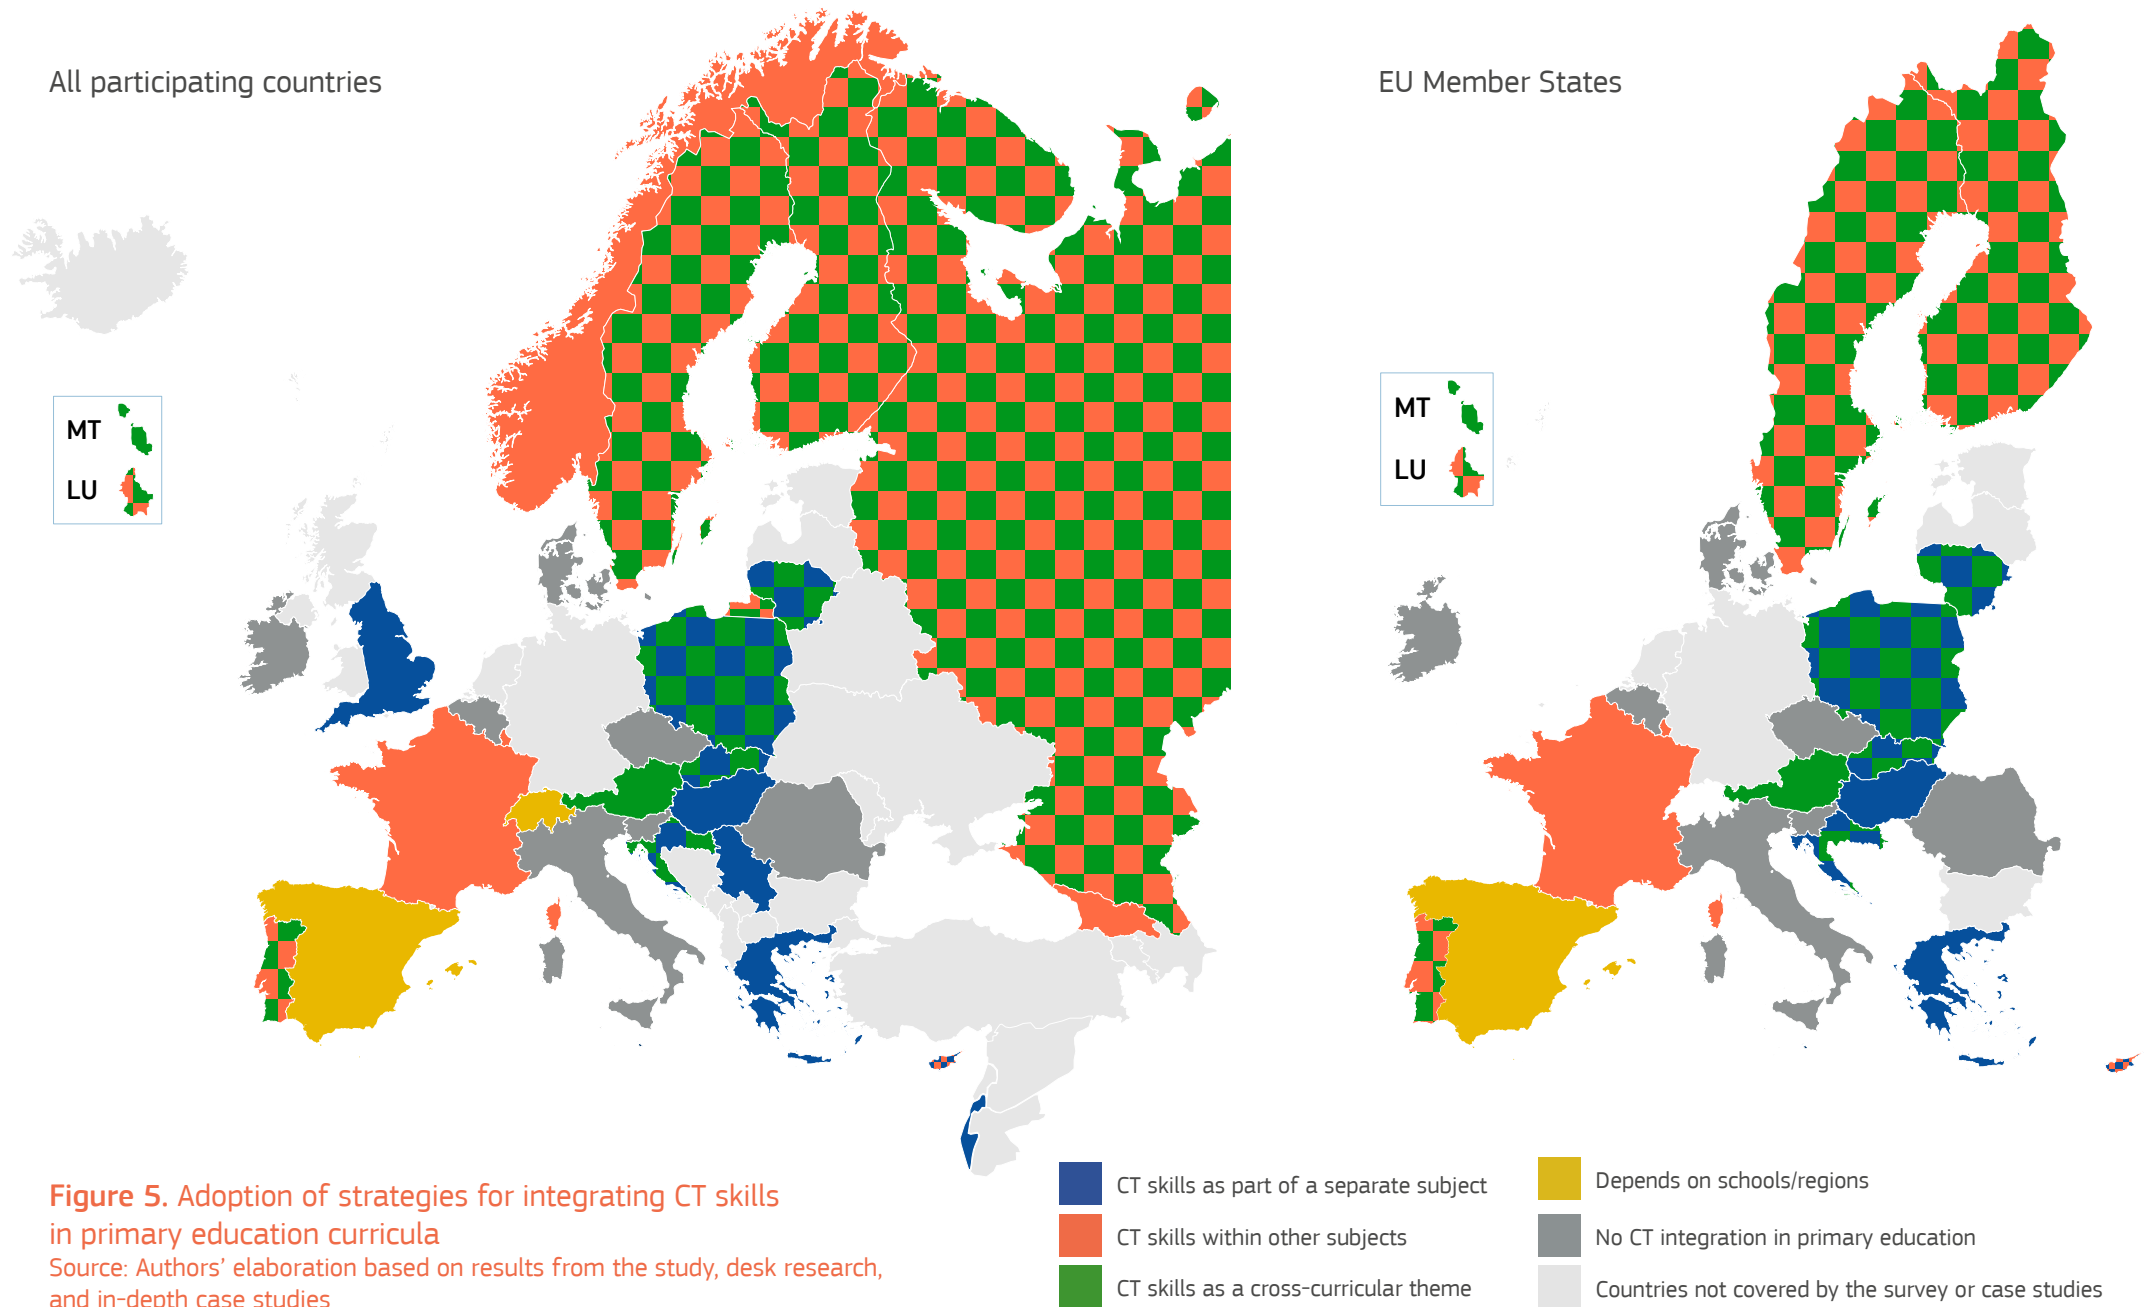 All participating countries
EU Member States
MT
LU
MT
LU
Figure 5. Adoption of strategies for integrating CT skills
in primary education curricula
Source: Authors' elaboration based on results from the study, desk research,
and in-depth case studies
CT skills as part of a separate subject
CT skills within other subjects
CT skills as a cross-curricular theme
Depends on schools/regions
No CT integration in primary education
Countries not covered by the survey or case studies